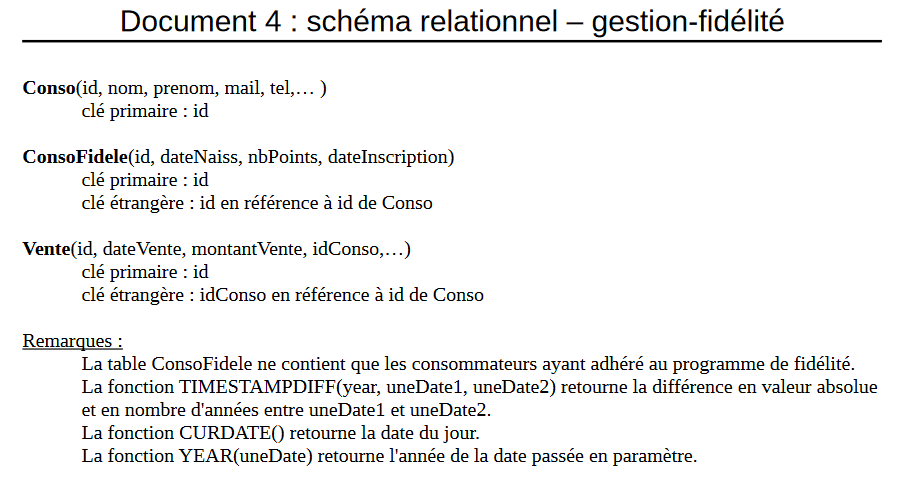 Document 4 : schéma relationnel – gestion-fidélité
Conso(id, nom, prenom, mail, tel,… )
clé primaire : id
ConsoFidele(id, dateNaiss, nbPoints, dateInscription)
clé primaire : id
clé étrangère : id en référence à id de Conso
Vente(id, dateVente, montantVente, idConso,…)
clé primaire : id
clé étrangère : idConso en référence à id de Conso
Remarques :
La table ConsoFidele ne contient que les consommateurs ayant adhéré au programme de fidélité.
La fonction TIMESTAMPDIFF(year, uneDate1, uneDate2) retourne la différence en valeur absolue
et en nombre d'années entre uneDate1 et uneDate2.
La fonction CURDATE() retourne la date du jour.
La fonction YEAR(uneDate) retourne l'année de la date passée en paramètre.